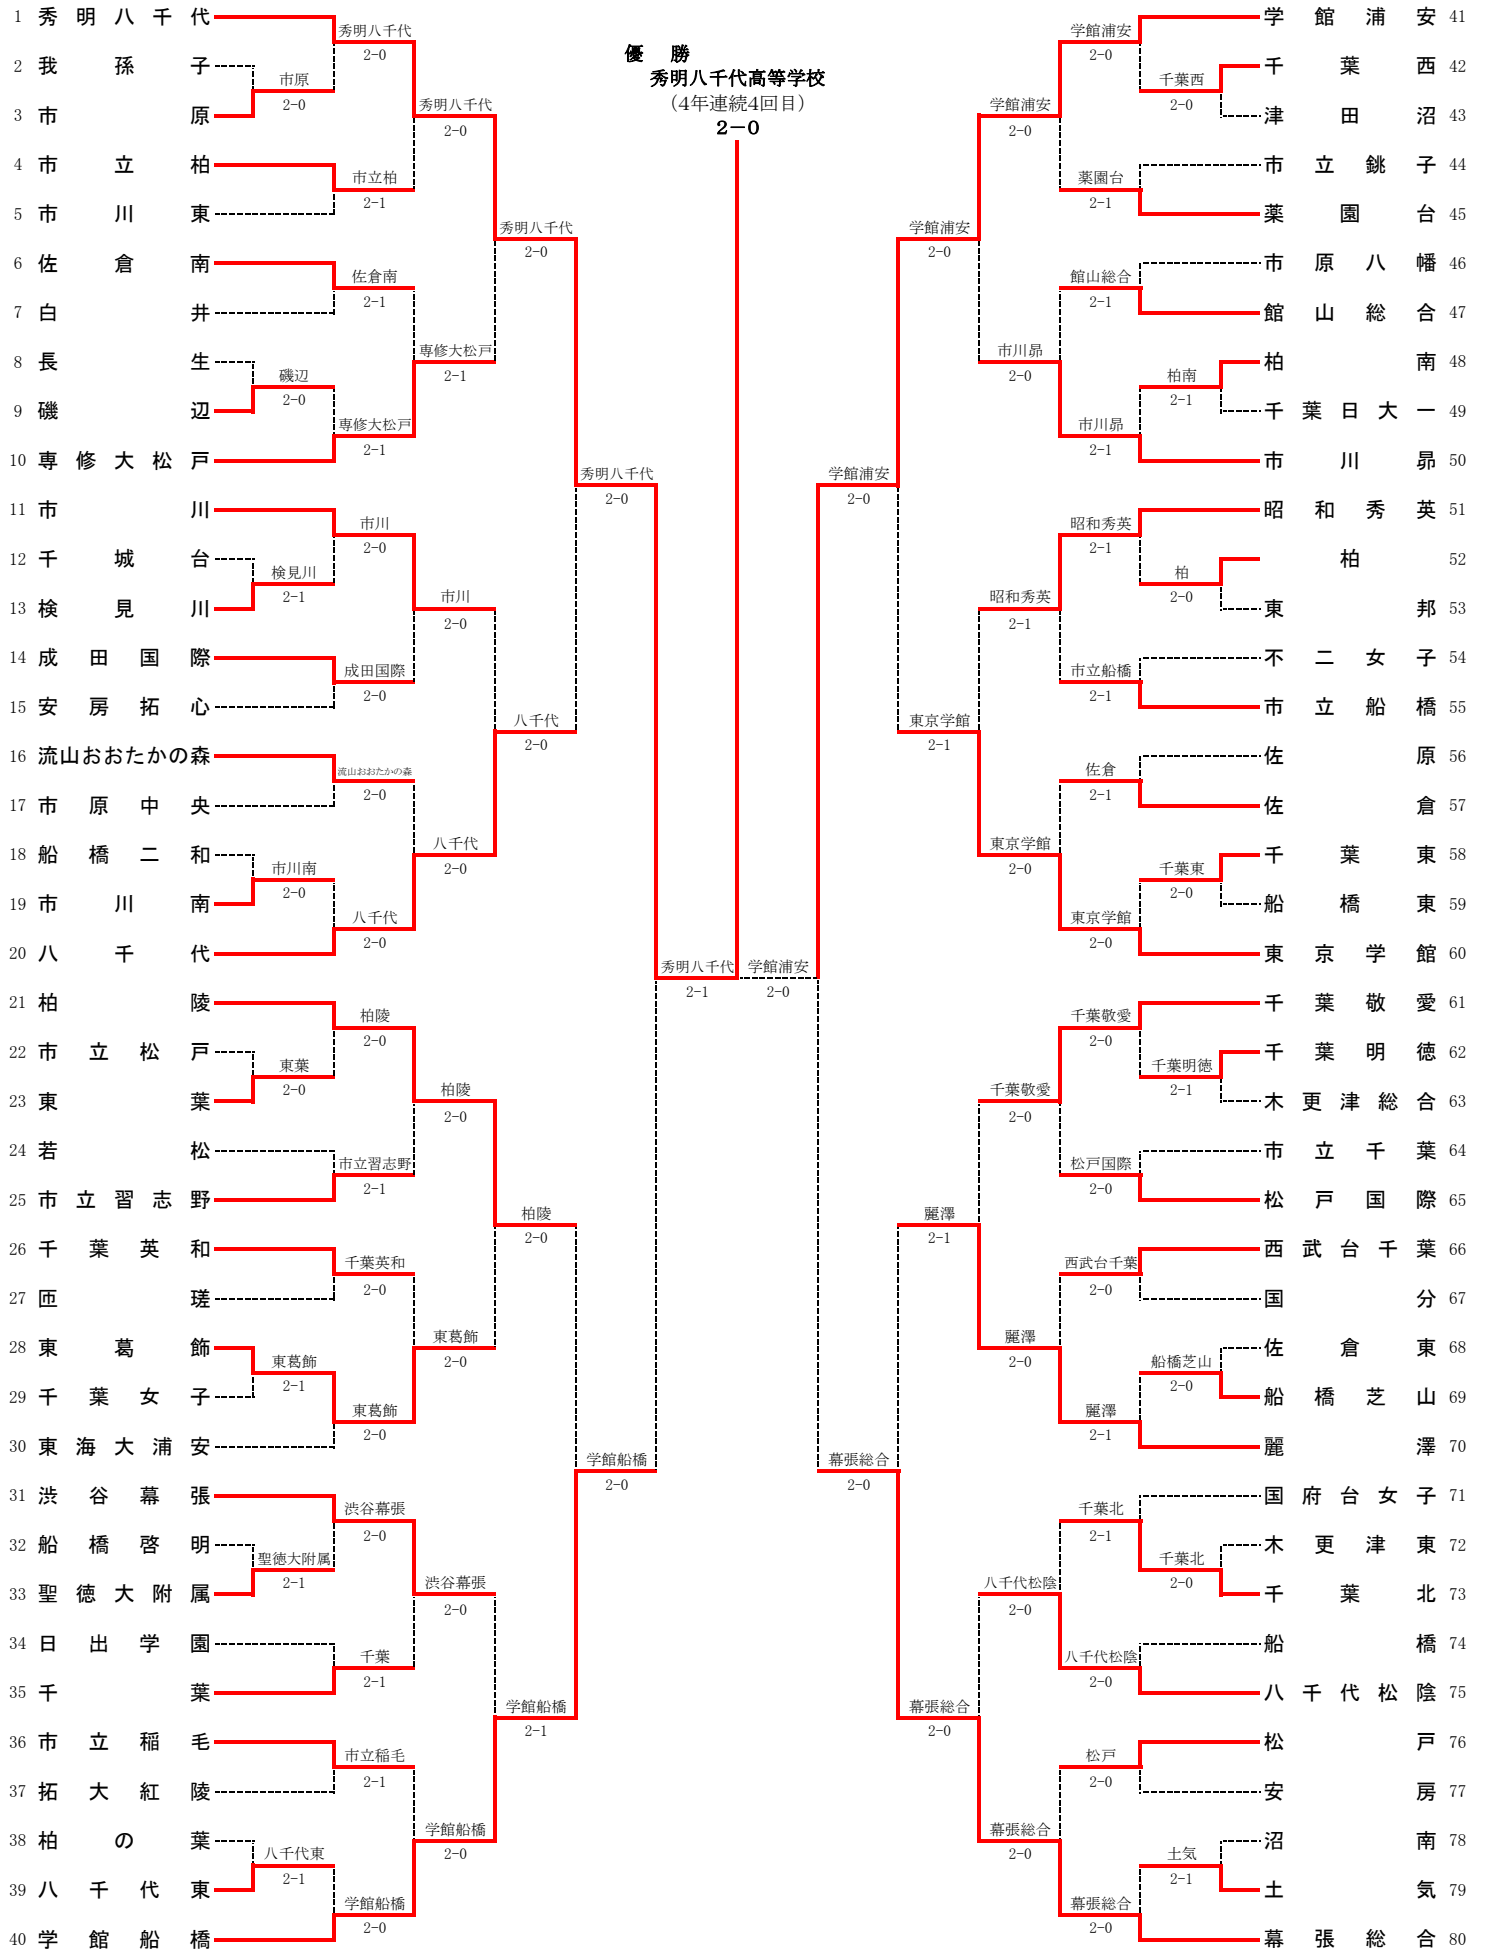 優勝
秀明八千代高等学校
(4年連続4回目)
2-0
1 秀明八千代
2 我孫子
3 市原
4 市立柏
5 市川東
6 佐倉南
7 白井
8 長生
9 磯辺
10 専修大松戸
11 市川
12 千城台
13 検見川
14 成田国際
15 安房拓心
16 流山おおたかの森
17 市原中央
18 船橋二和
19 市川南
20 八千代
21 柏陵
22 市立松戸
23 東葉
24 若松
25 市立習志野
26 千葉英和
27 匝瑳
28 東葛飾
29 千葉女子
30 東海大浦安
31 渋谷幕張
32 船橋啓明
33 聖徳大附属
34 日出学園
35 千葉
36 市立稲毛
37 拓大紅陵
38 柏の葉
39 八千代東
40 学館船橋
市原
2-0
磯辺
2-0
検見川
2-1
市川南
2-0
東葉
2-0
東葛飾
2-1
聖徳大附属
2-1
八千代東
2-1
秀明八千代
2-0
市立柏
2-1
佐倉南
2-1
専修大松戸
2-1
市川
2-0
成田国際
2-0
流山おおたかの森
2-0
八千代
2-0
柏陵
2-0
市立習志野
2-1
千葉英和
2-0
東葛飾
2-0
渋谷幕張
2-0
千葉
2-1
市立稲毛
2-1
学館船橋
2-0
秀明八千代
2-0
専修大松戸
2-1
市川
2-0
八千代
2-0
柏陵
2-0
東葛飾
2-0
渋谷幕張
2-0
学館船橋
2-0
秀明八千代
2-0
八千代
2-0
柏陵
2-0
学館船橋
2-1
秀明八千代
2-0
学館船橋
2-0
秀明八千代
2-1
学館浦安
2-0
学館浦安
2-0
幕張総合
2-0
学館浦安
2-0
東京学館
2-1
麗澤
2-1
幕張総合
2-0
学館浦安
2-0
市川昴
2-0
昭和秀英
2-1
東京学館
2-0
千葉敬愛
2-0
麗澤
2-0
八千代松陰
2-0
幕張総合
2-0
学館浦安
2-0
薬園台
2-1
館山総合
2-1
市川昴
2-1
昭和秀英
2-1
市立船橋
2-1
佐倉
2-1
東京学館
2-0
千葉敬愛
2-0
松戸国際
2-0
西武台千葉
2-0
麗澤
2-1
千葉北
2-1
八千代松陰
2-0
松戸
2-0
幕張総合
2-0
千葉西
2-0
柏南
2-1
柏
2-0
千葉東
2-0
千葉明徳
2-1
船橋芝山
2-0
千葉北
2-0
土気
2-1
学館浦安 41
千葉西 42
津田沼 43
市立銚子 44
薬園台 45
市原八幡 46
館山総合 47
柏南 48
千葉日大一 49
市川昴 50
昭和秀英 51
柏 52
東邦 53
不二女子 54
市立船橋 55
佐原 56
佐倉 57
千葉東 58
船橋東 59
東京学館 60
千葉敬愛 61
千葉明徳 62
木更津総合 63
市立千葉 64
松戸国際 65
西武台千葉 66
国分 67
佐倉東 68
船橋芝山 69
麗澤 70
国府台女子 71
木更津東 72
千葉北 73
船橋 74
八千代松陰 75
松戸 76
安房 77
沼南 78
土気 79
幕張総合 80